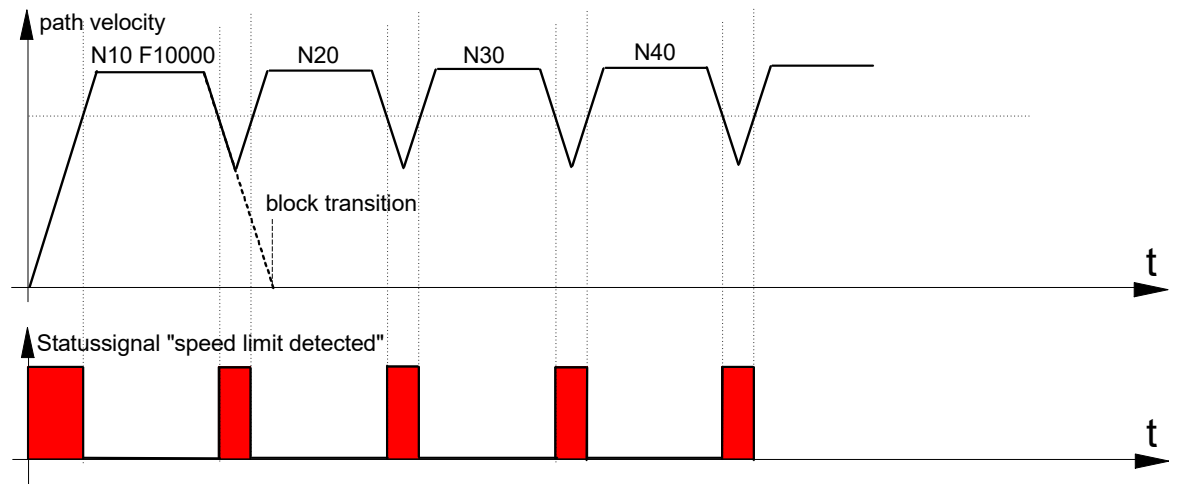 path velocity
N10 F10000
N20
N30
N40
block transition
t
Statussignal "speed limit detected"
t